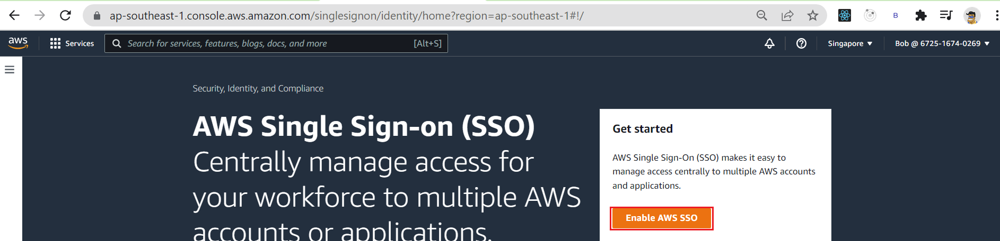 ap-southeast-1.console.aws.amazon.com/singlesignon/identity/home?region=ap-southeast-1#!/
B
aws
Services
Search for services, features, blogs, docs, and more
[Alt+S]
Singapore
Bob @ 6725-1674-0269
Security, Identity, and Compliance
AWS Single Sign-on (SSO)
Centrally manage access for
your workforce to multiple AWS
accounts or applications.
Get started
AWS Single Sign-On (SSO) makes it easy to
manage access centrally to multiple AWS accounts
and applications.
Enable AWS SSO